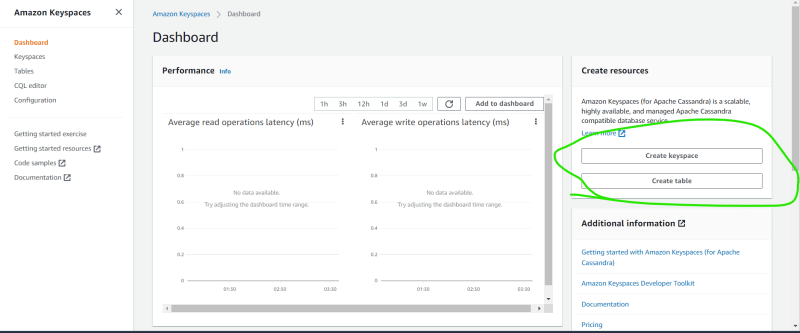 Amazon Keyspaces
Dashboard
Keyspaces
Tables
CQL editor
Configuration
Getting started exercise
Getting started resources
Code samples
Documentation
Amazon Keyspaces > Dashboard
Dashboard
Performance Info
1h 3h 12h 1d 3d 1w Add to dashboard
Average read operations latency (ms)
1
0.8
0.6
0.4
0.2
0
No data available.
Try adjusting the dashboard time range.
01:30 02:30 03:30
Average write operations latency (ms)
1
0.8
0.6
0.4
0.2
0
No data available.
Try adjusting the dashboard time range.
01:30 02:30 03:30
Create resources
Amazon Keyspaces (for Apache Cassandra) is a scalable,
highly available, and managed Apache Cassandra
compatible database service.
Learn more
Create keyspace
Create table
Additional information
Getting started with Amazon Keyspaces (for Apache
Cassandra)
Amazon Keyspaces Developer Toolkit
Documentation
Pricing